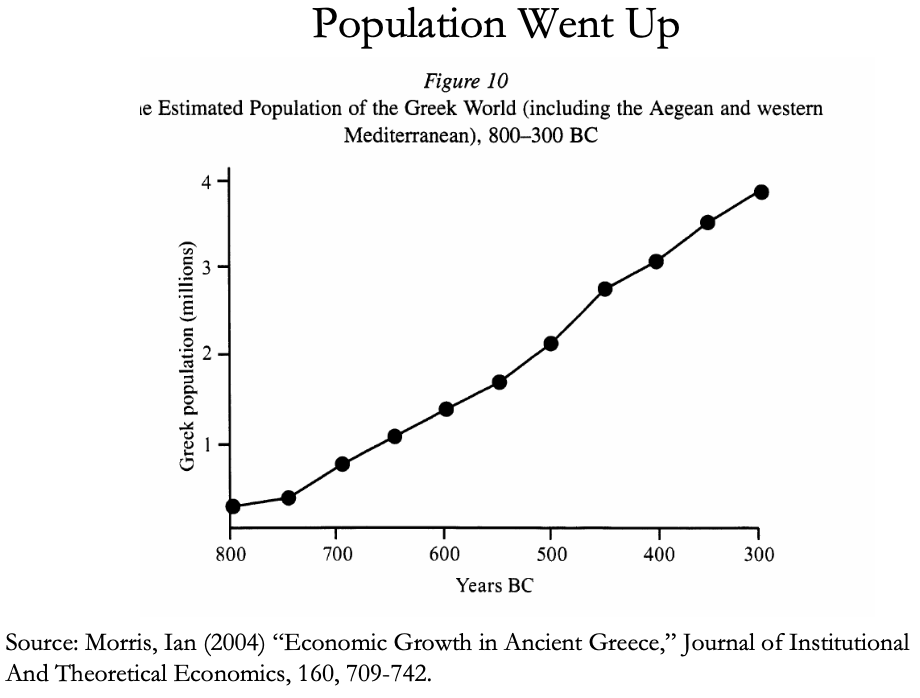 Population Went Up
Figure 10
e Estimated Population of the Greek World (including the Aegean and western
Mediterranean), 800–300 BC
4
3
2
1
Greek population (millions)
800 700 600 500 400 300
Years BC
Source: Morris, Ian (2004) “Economic Growth in Ancient Greece,” Journal of Institutional
And Theoretical Economics, 160, 709-742.